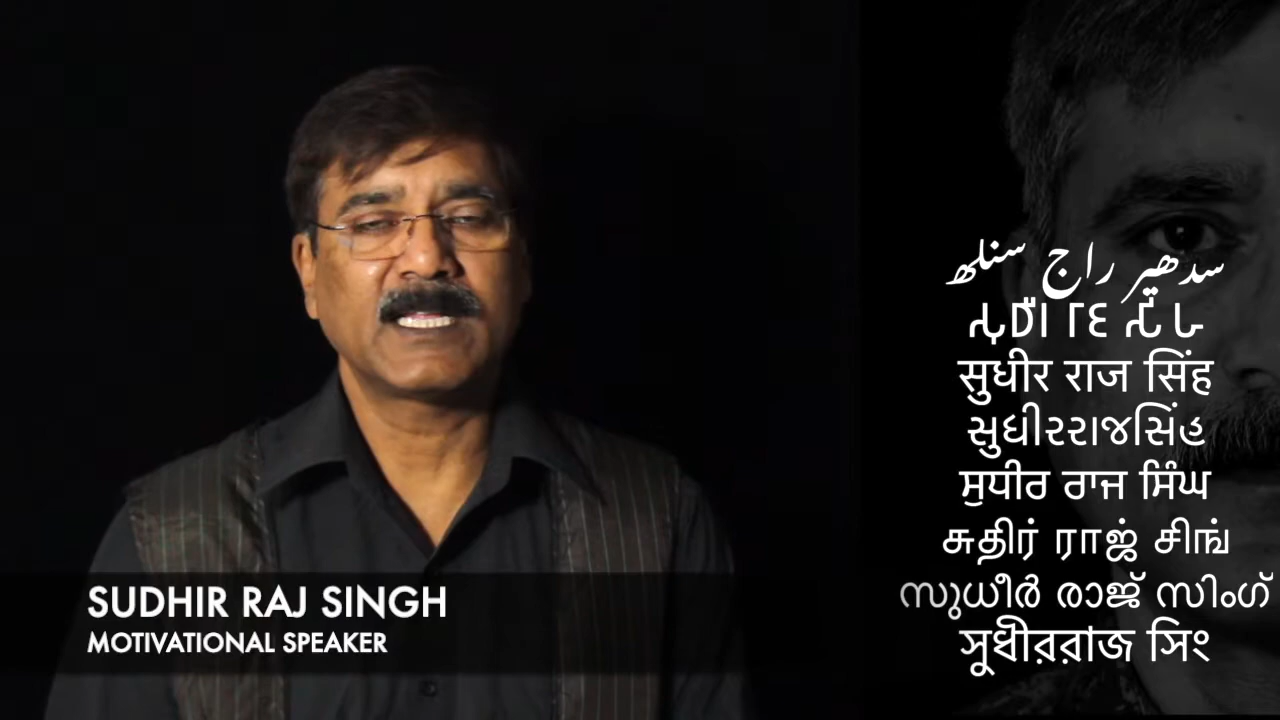 SUDHIR RAJ SINGH
MOTIVATIONAL SPEAKER
سدھیر راج سنلھ
सुधीर राज सिंह
સુધીરરાજસિંહ
ਸੁਧੀਰ ਰਾਜ ਸਿੰਘ
சுதிர் ராஜ் சிங்
സുധീർ രാജ് സിംഗ്
সুধীররাজ সিং